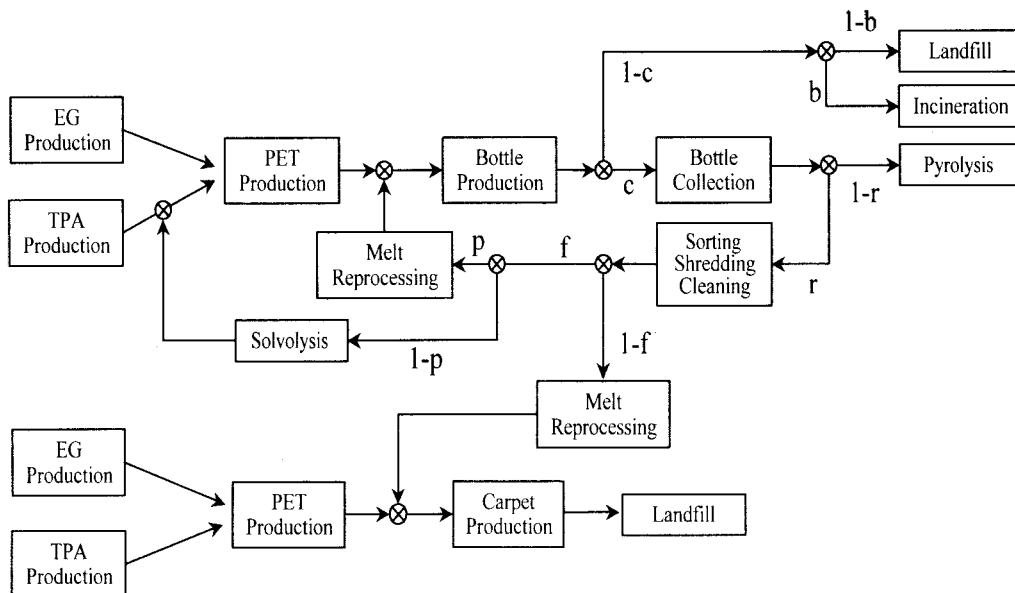 1-b
Landfill
1-c
b
Incineration
EG
Production
PET
Production
Bottle
Production
c
Bottle
Collection
Pyrolysis
1-r
TPA
Production
Melt
Reprocessing
p
f
Sorting
Shredding
Cleaning
r
Solvolysis
1-p
1-f
Melt
Reprocessing
EG
Production
PET
Production
Carpet
Production
Landfill
TPA
Production